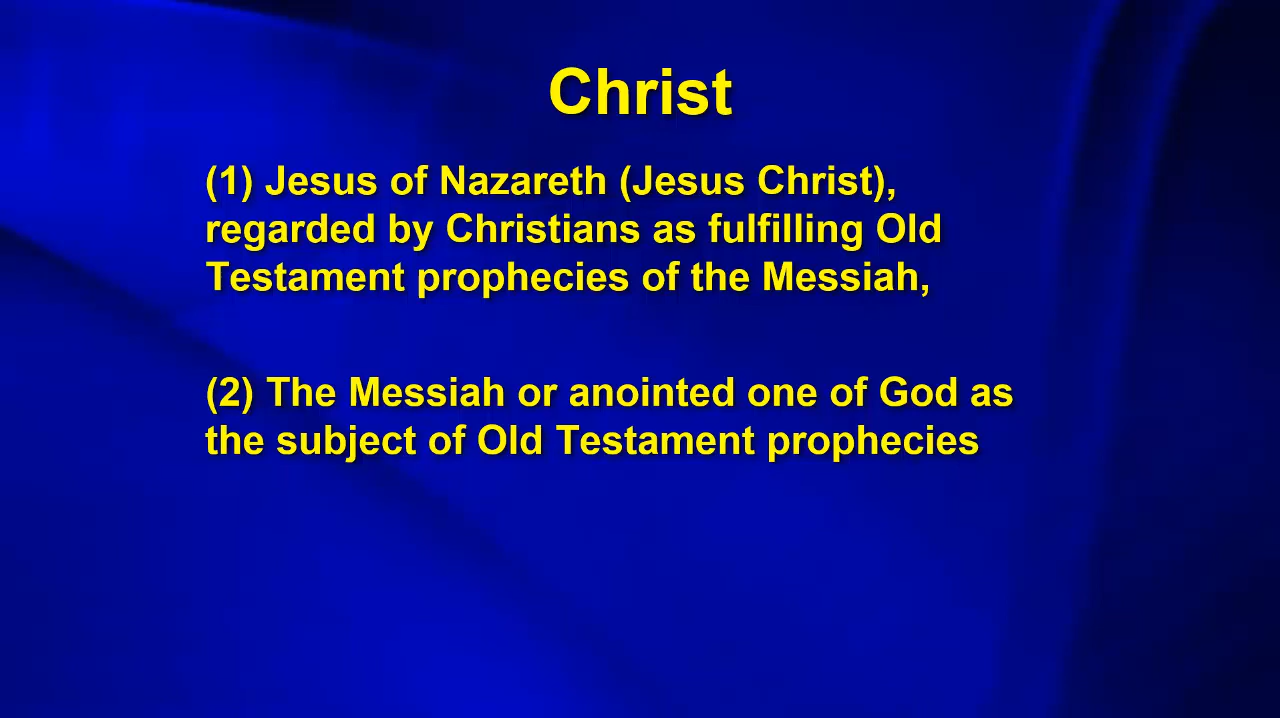 Christ
(1) Jesus of Nazareth (Jesus Christ),
regarded by Christians as fulfilling Old
Testament prophecies of the Messiah,
(2) The Messiah or anointed one of God as
the subject of Old Testament prophecies